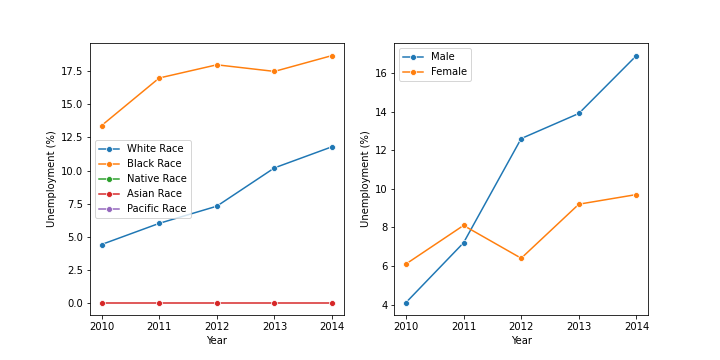 17.5
15.0
12.5
10.0
7.5
5.0
2.5
0.0
Unemployment (%)
White Race
Black Race
Native Race
Asian Race
Pacific Race
2010 2011 2012 2013 2014
Year
16
14
12
10
8
6
4
Unemployment (%)
Male
Female
2010 2011 2012 2013 2014
Year